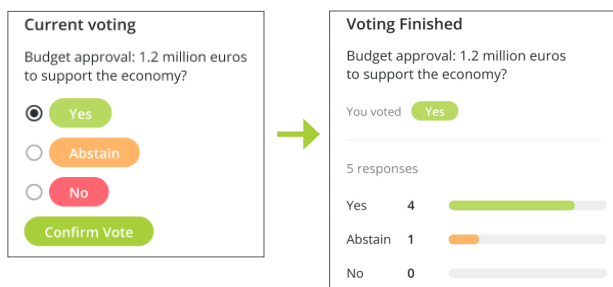 Current voting
Budget approval: 1.2 million euros
to support the economy?
Yes
Abstain
No
Confirm Vote
Voting Finished
Budget approval: 1.2 million euros
to support the economy?
You voted Yes
5 responses
Yes 4
Abstain 1
No 0